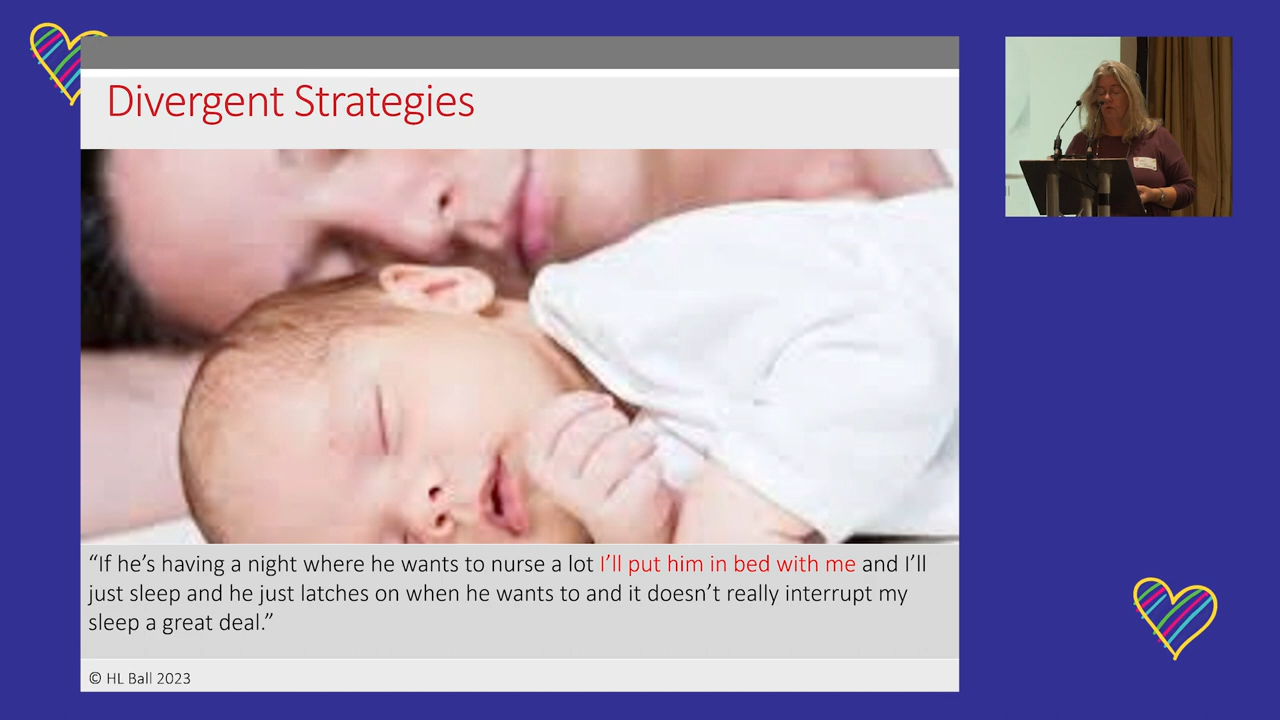 Divergent Strategies
“If he’s having a night where he wants to nurse a lot I’ll put him in bed with me and I’ll
just sleep and he just latches on when he wants to and it doesn’t really interrupt my
sleep a great deal.”
© HL Ball 2023